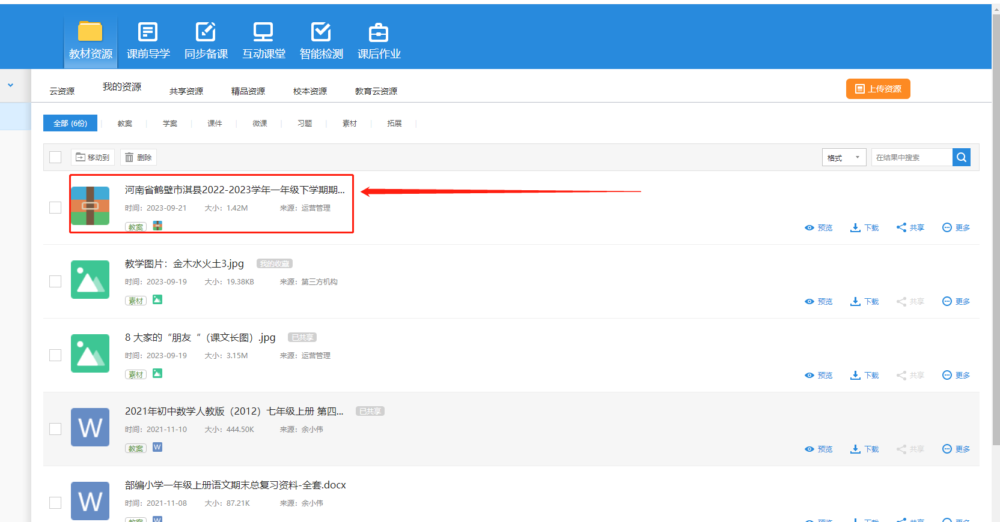 教材资源 课前导学 同步备课 互动课堂 智能检测 课后作业
云资源 我的资源 共享资源 精品资源 校本资源 教育云资源 上传资源
全部 (6份) 教案 学案 课件 微课 习题 素材 拓展
移动到 删除 格式 在结果中搜索
河南省鹤壁市淇县2022-2023学年一年级下学期期...
时间：2023-09-21 大小：1.42M 来源：运营管理
教案 预览 下载 共享 更多
教学图片：金木水火土3.jpg 我的收藏
时间：2023-09-19 大小：19.38KB 来源：第三方机构
素材 预览 下载 共享 更多
8 大家的“朋友 “（课文长图）.jpg 已共享
时间：2023-09-19 大小：3.15M 来源：运营管理
素材 预览 下载 共享 更多
2021年初中数学人教版（2012）七年级上册 第四... 已共享
时间：2021-11-10 大小：444.50K 来源：余小伟
教案 W 预览 下载 共享 更多
部编小学一年级上册语文期末总复习资料-全套.docx
时间：2021-11-08 大小：87.21K 来源：余小伟
教案 W 预览 下载 共享 更多